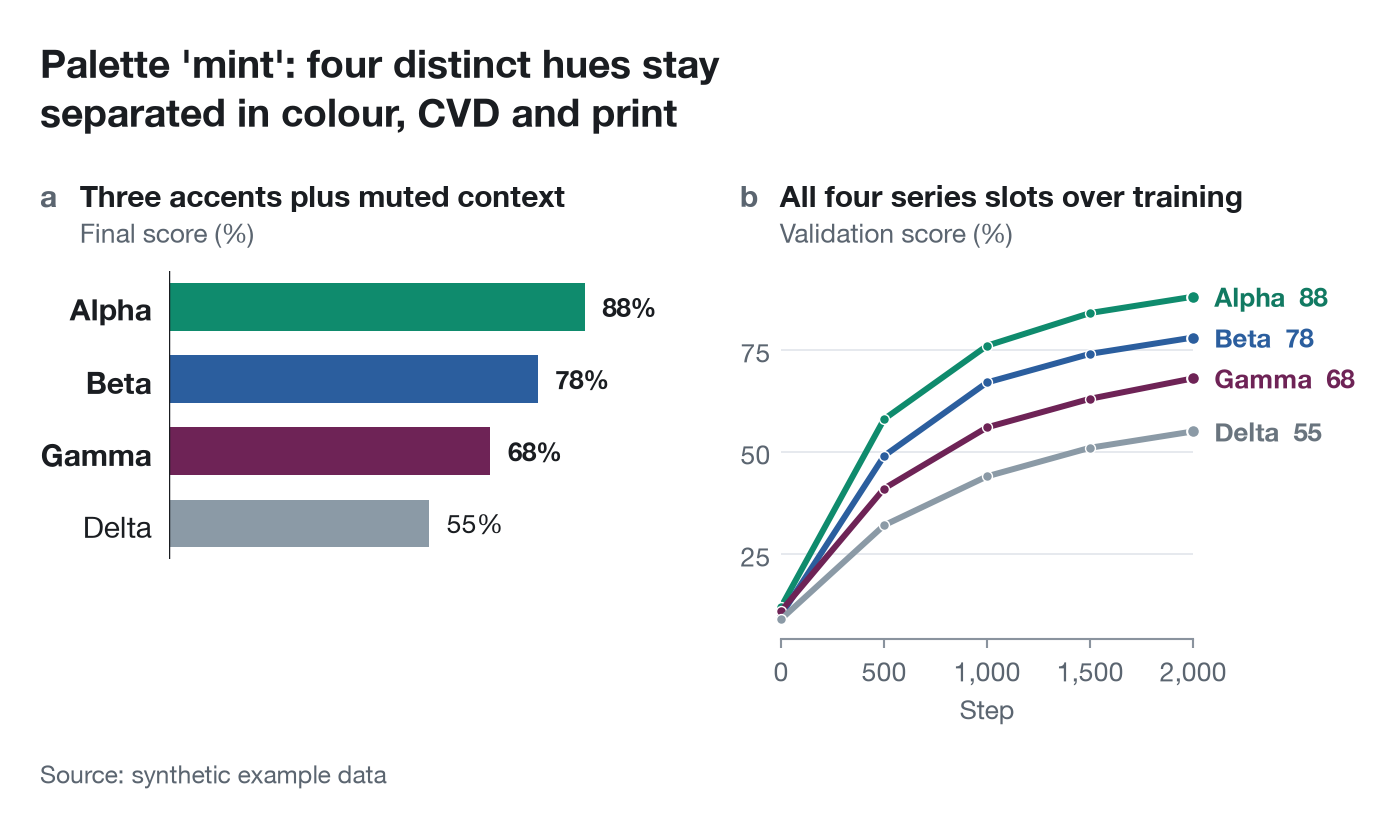 Palette 'mint': four distinct hues stay
separated in colour, CVD and print
a Three accents plus muted context
Final score (%)
Alpha 88%
Beta 78%
Gamma 68%
Delta 55%
b All four series slots over training
Validation score (%)
Alpha 88
Beta 78
75
Gamma 68
Delta 55
50
25
0 500 1,000 1,500 2,000
Step
Source: synthetic example data